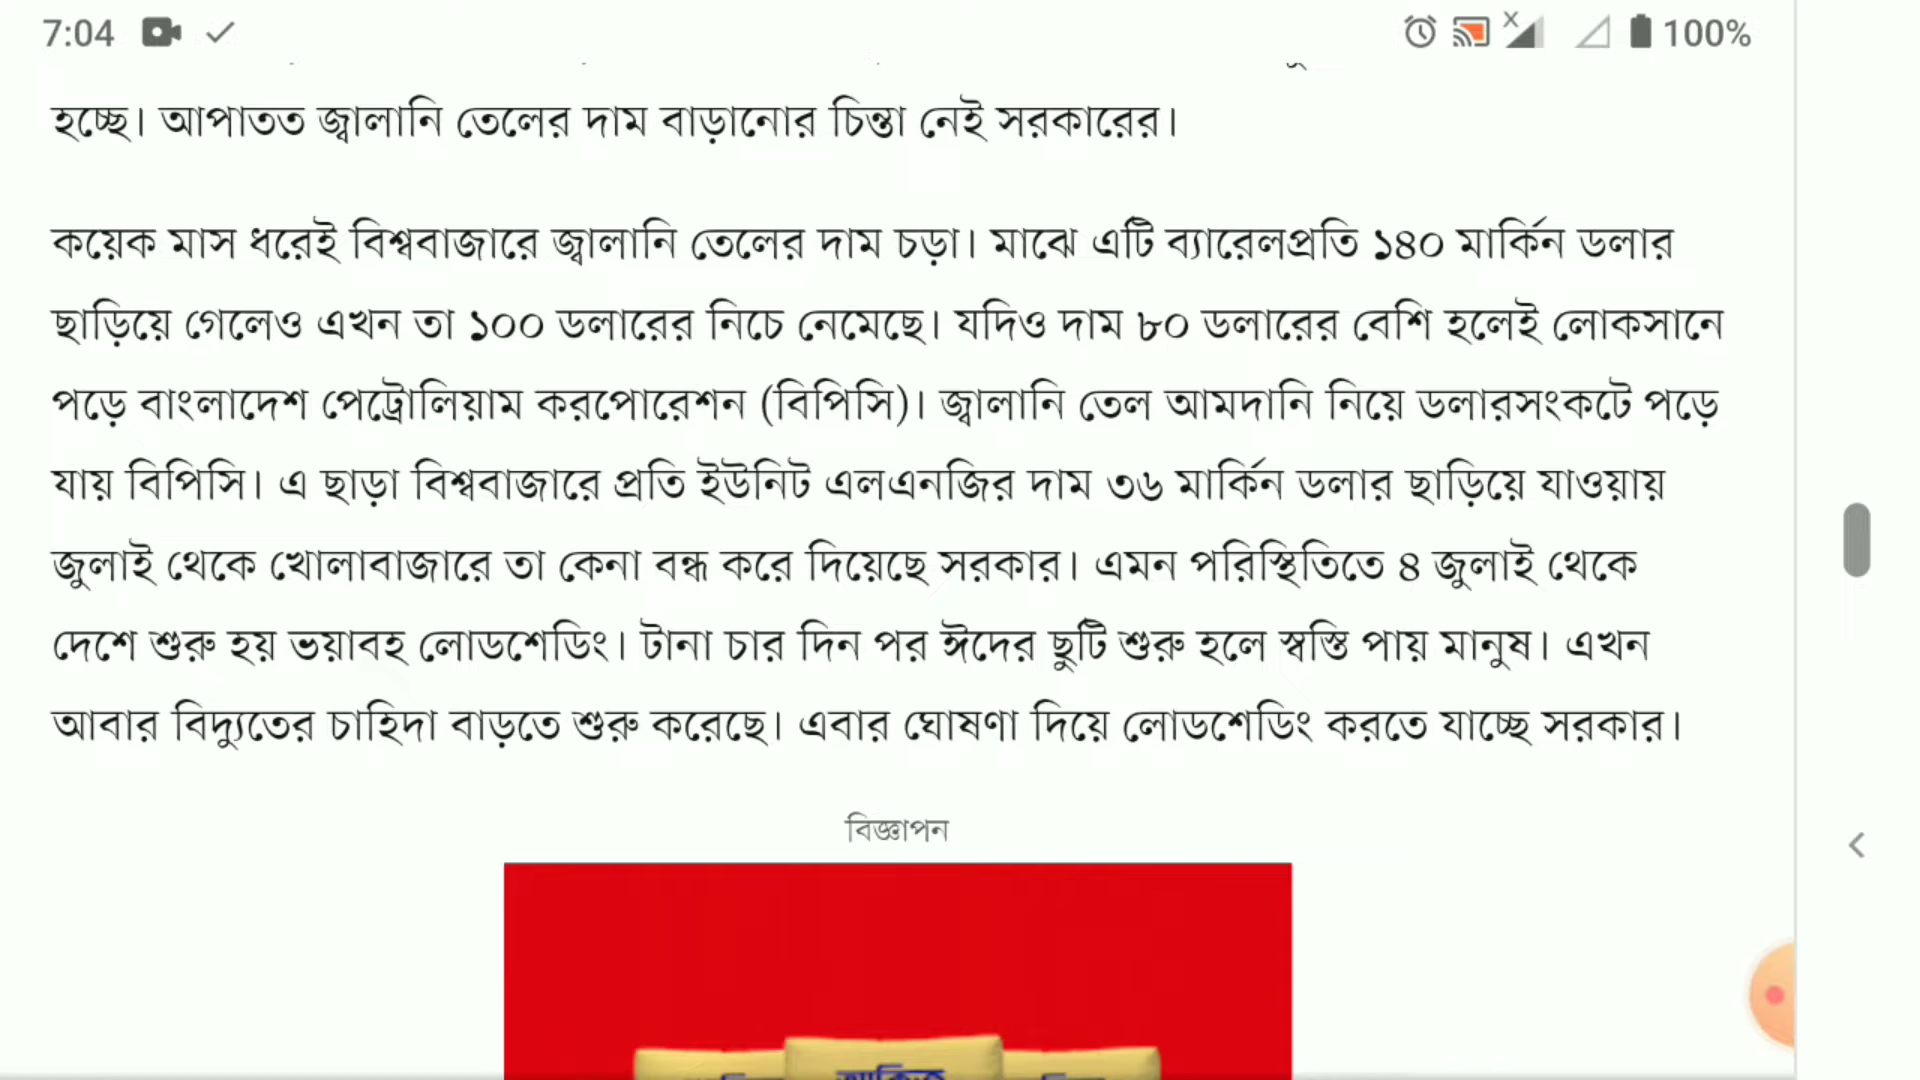 7:04
100%
হচ্ছে। আপাতত জ্বালানি তেলের দাম বাড়ানোর চিন্তা নেই সরকারের।
কয়েক মাস ধরেই বিশ্ববাজারে জ্বালানি তেলের দাম চড়া। মাঝে এটি ব্যারেলপ্রতি ১৪০ মার্কিন ডলার
ছাড়িয়ে গেলেও এখন তা ১০০ ডলারের নিচে নেমেছে। যদিও দাম ৮০ ডলারের বেশি হলেই লোকসানে
পড়ে বাংলাদেশ পেট্রোলিয়াম করপোরেশন (বিপিসি)। জ্বালানি তেল আমদানি নিয়ে ডলারসংকটে পড়ে
যায় বিপিসি। এ ছাড়া বিশ্ববাজারে প্রতি ইউনিট এলএনজির দাম ৩৬ মার্কিন ডলার ছাড়িয়ে যাওয়ায়
জুলাই থেকে খোলাবাজারে তা কেনা বন্ধ করে দিয়েছে সরকার। এমন পরিস্থিতিতে ৪ জুলাই থেকে
দেশে শুরু হয় ভয়াবহ লোডশেডিং। টানা চার দিন পর ঈদের ছুটি শুরু হলে স্বস্তি পায় মানুষ। এখন
আবার বিদ্যুতের চাহিদা বাড়তে শুরু করেছে। এবার ঘোষণা দিয়ে লোডশেডিং করতে যাচ্ছে সরকার।
বিজ্ঞাপন